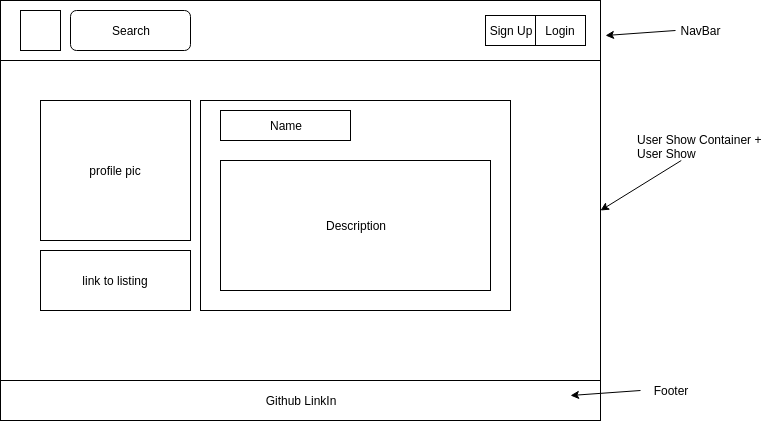 Search
Sign Up
Login
NavBar
profile pic
Name
User Show Container +
User Show
Description
link to listing
Github LinkIn
Footer